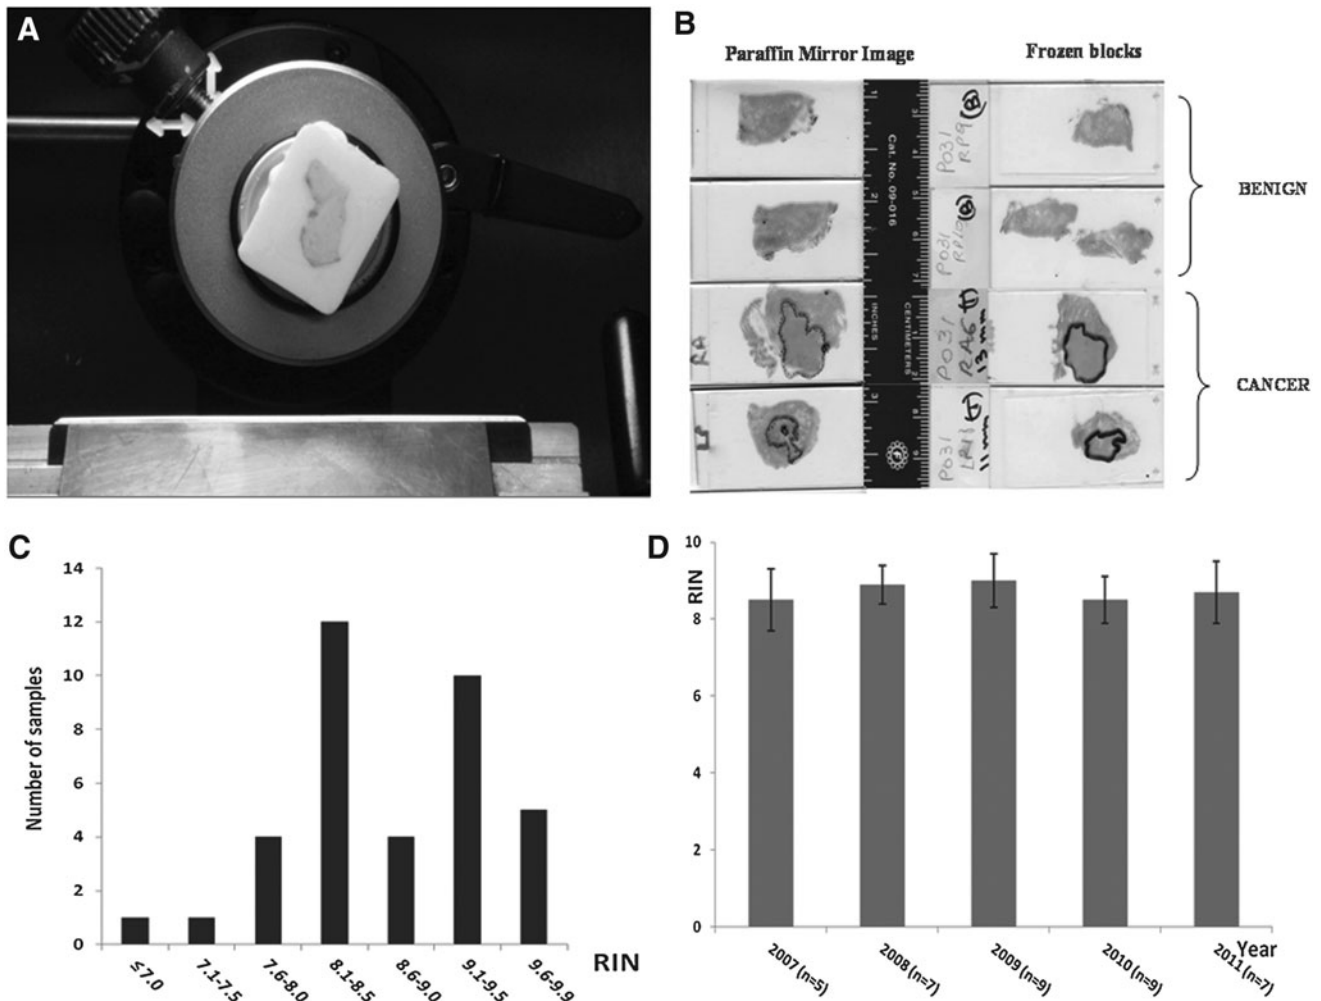 A
B
Paraffin Mirror Image
Frozen blocks
Cat. No. 09-016
INCHES
CENTIMETERS
1
2
3
P031
RP9 (B)
P031
(B)
P031
RA6 (T)
13 mm
P031
(T)
11 mm
RA
F
BENIGN
CANCER
C
Number of samples
14
12
10
8
6
4
2
0
≤7.0
7.1-7.5
7.6-8.0
8.1-8.5
8.6-9.0
9.1-9.5
9.6-9.9
RIN
D
RIN
10
8
6
4
2
0
2007 (n=5)
2008 (n=7)
2009 (n=9)
2010 (n=9)
2011 (n=7)
Year